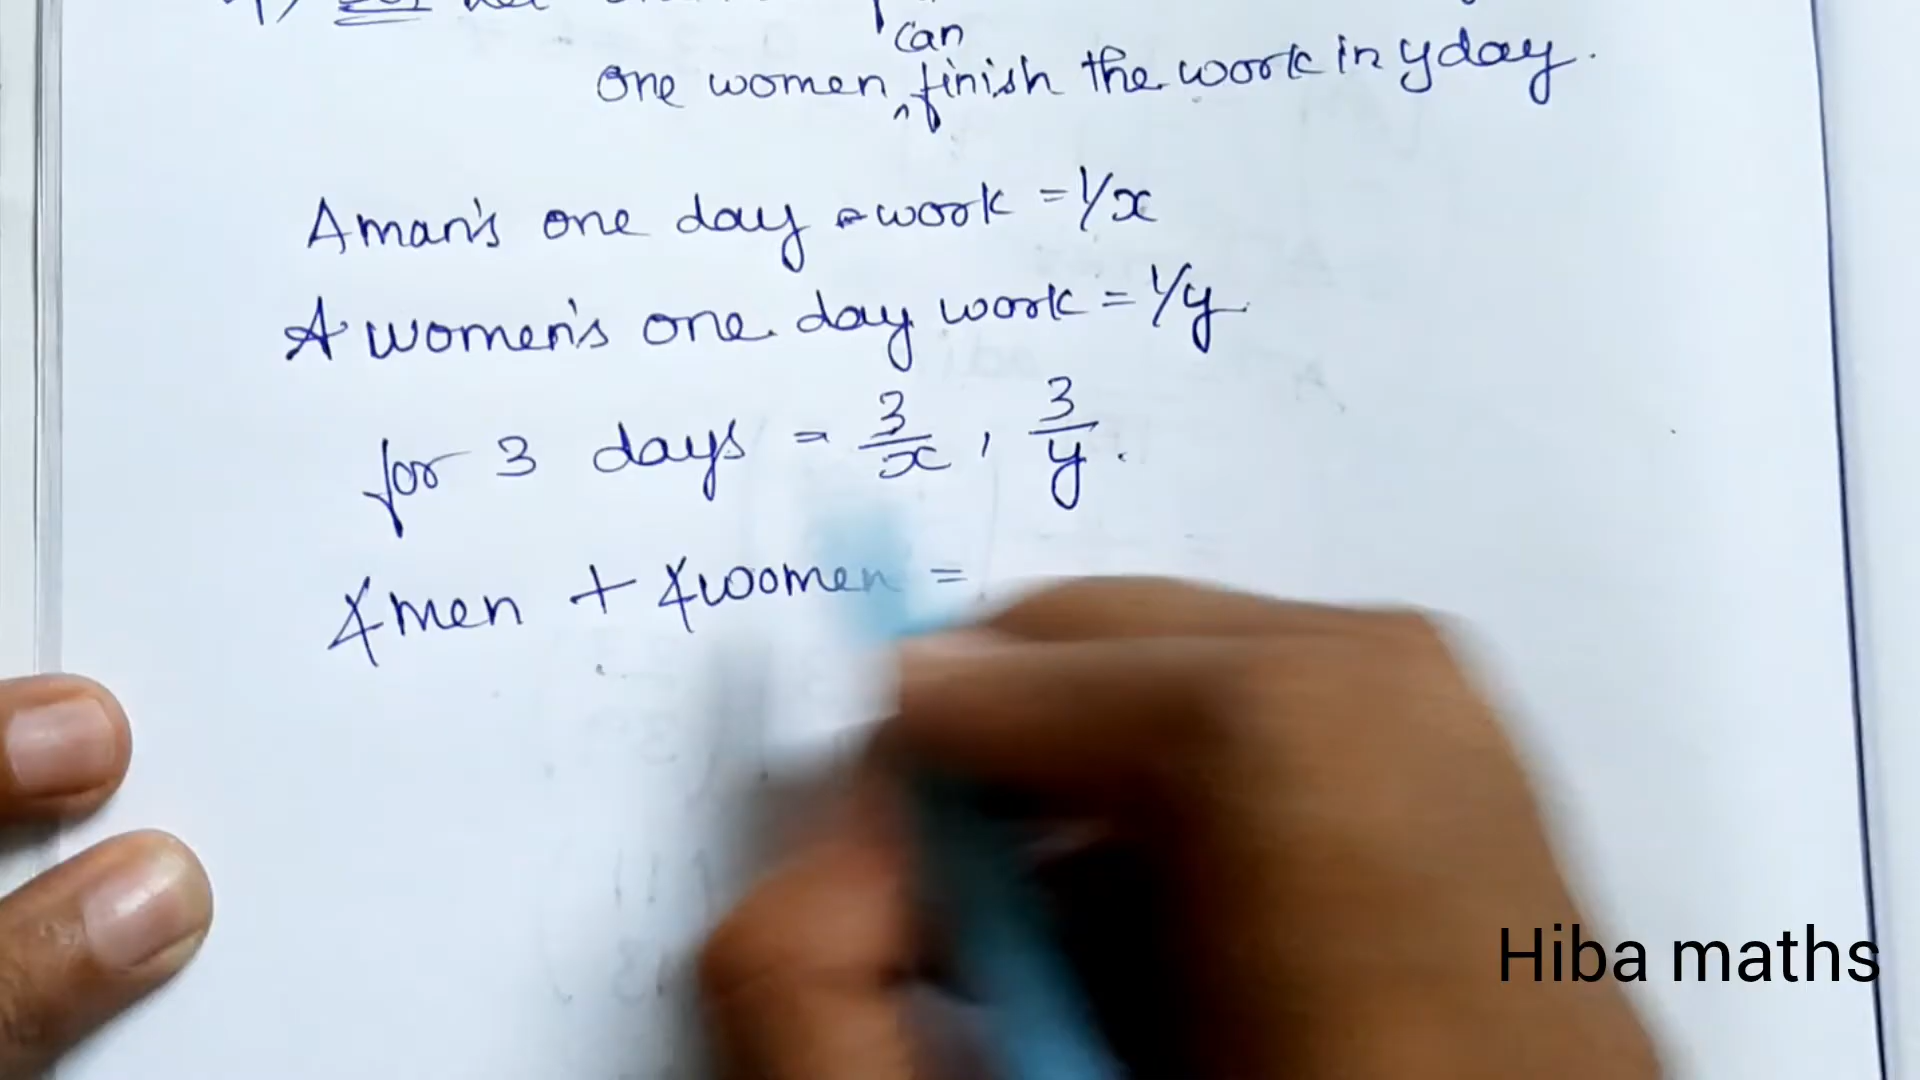 can
one women ^ finish the work in y day.
A man's one day work = 1/x
A women's one day work = 1/y
for 3 days = 3/x, 3/y.
4 men + 4 women =
Hiba maths